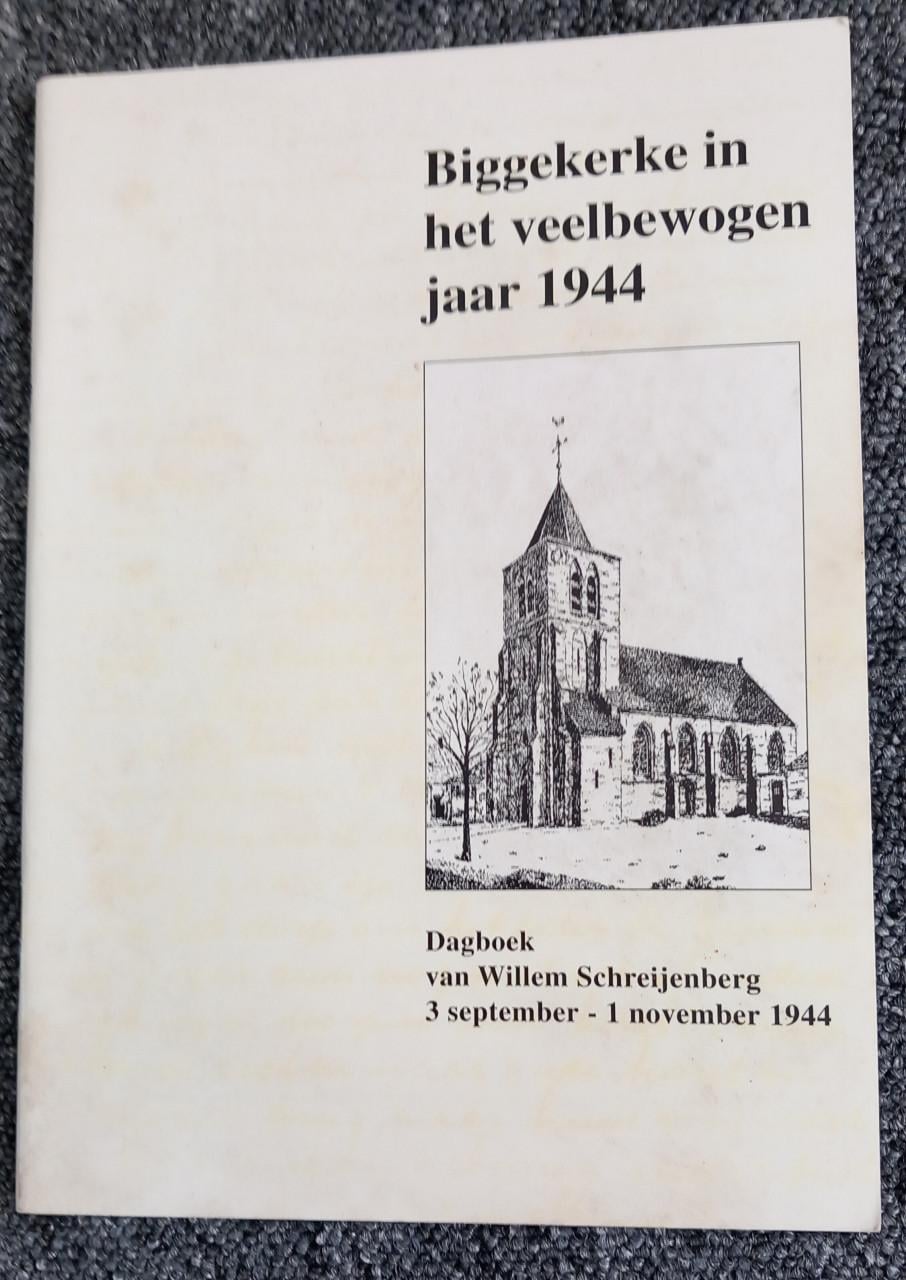 Biggekerke in
het veelbewogen
jaar 1944
Dagboek
van Willem Schreijenberg
3 september - 1 november 1944